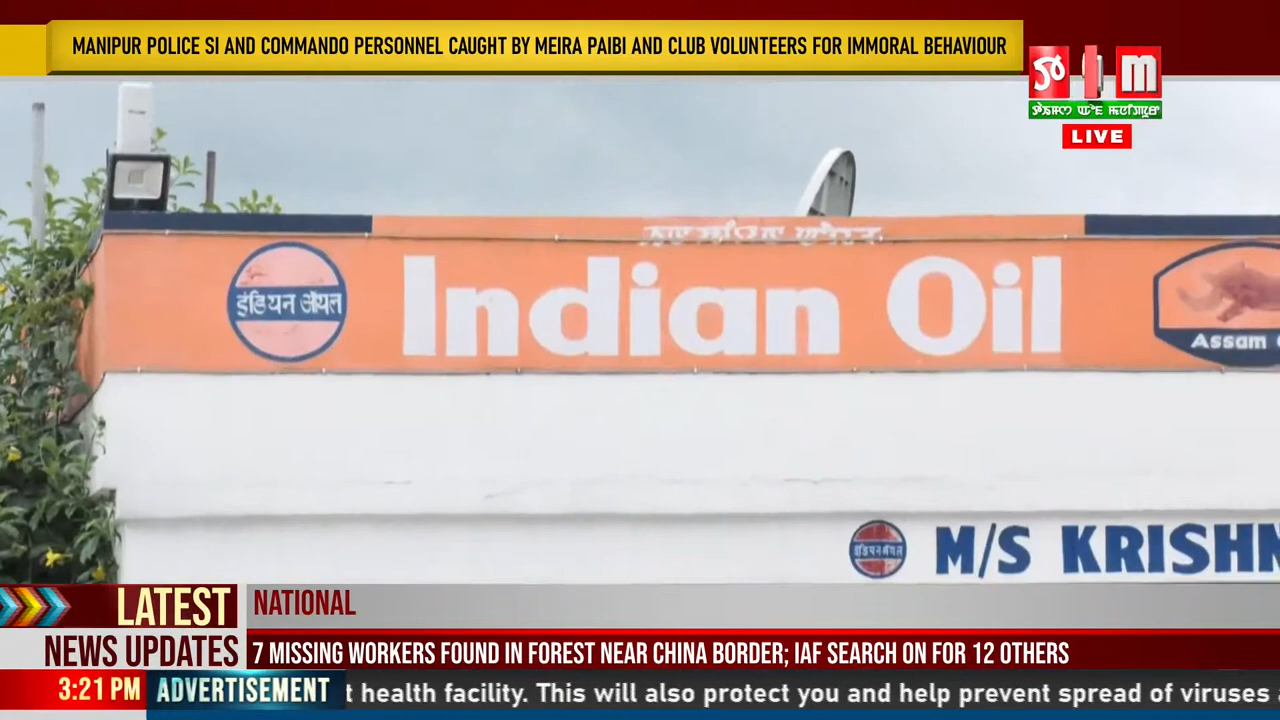 MANIPUR POLICE SI AND COMMANDO PERSONNEL CAUGHT BY MEIRA PAIBI AND CLUB VOLUNTEERS FOR IMMORAL BEHAVIOUR
LIVE
इंडियन ऑयल
Indian Oil
Assam
इंडियन ऑयल
M/S KRISHN
LATEST
NEWS UPDATES
NATIONAL
7 MISSING WORKERS FOUND IN FOREST NEAR CHINA BORDER; IAF SEARCH ON FOR 12 OTHERS
3:21 PM
ADVERTISEMENT
t health facility. This will also protect you and help prevent spread of viruses